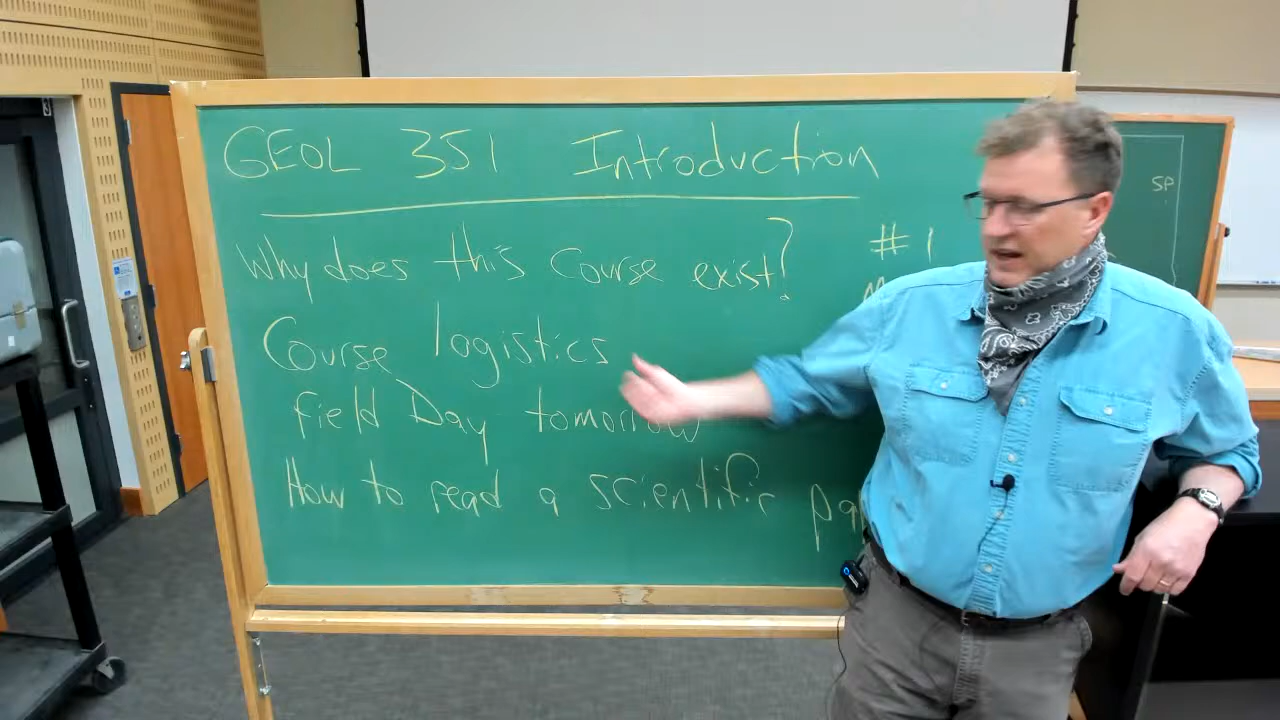 GEOL 351 Introduction
Why does this Course exist? # 1
Course logistics
field Day tomorrow
How to read a scientific
SP